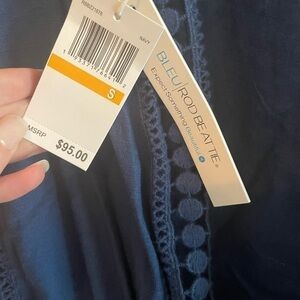 NAVY
S
MSRP
$95.00
BLEU | ROD BEATTIE®
Expect Something Beautiful